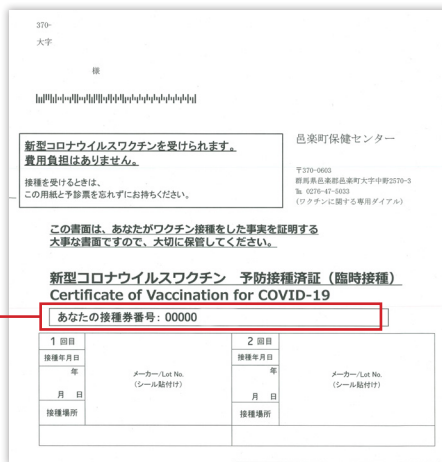 370-
大字
様
邑楽町保健センター
〒370-0603
群馬県邑楽郡邑楽町大字中野2570-3
℡ 0276-47-5033
(ワクチンに関する専用ダイアル)
新型コロナウイルスワクチンを受けられます。
費用負担はありません。
接種を受けるときは、
この用紙と予診票を忘れずにお持ちください。
この書面は、あなたがワクチン接種をした事実を証明する
大事な書面ですので、大切に保管してください。
新型コロナウイルスワクチン 予防接種済証(臨時接種)
Certificate of Vaccination for COVID-19
あなたの接種券番号: 00000
1 回目 2 回目
接種年月日 接種年月日
年 メーカー/Lot No. 年 メーカー/Lot No.
(シール貼付け) (シール貼付け)
月 日 月 日
接種場所 接種場所